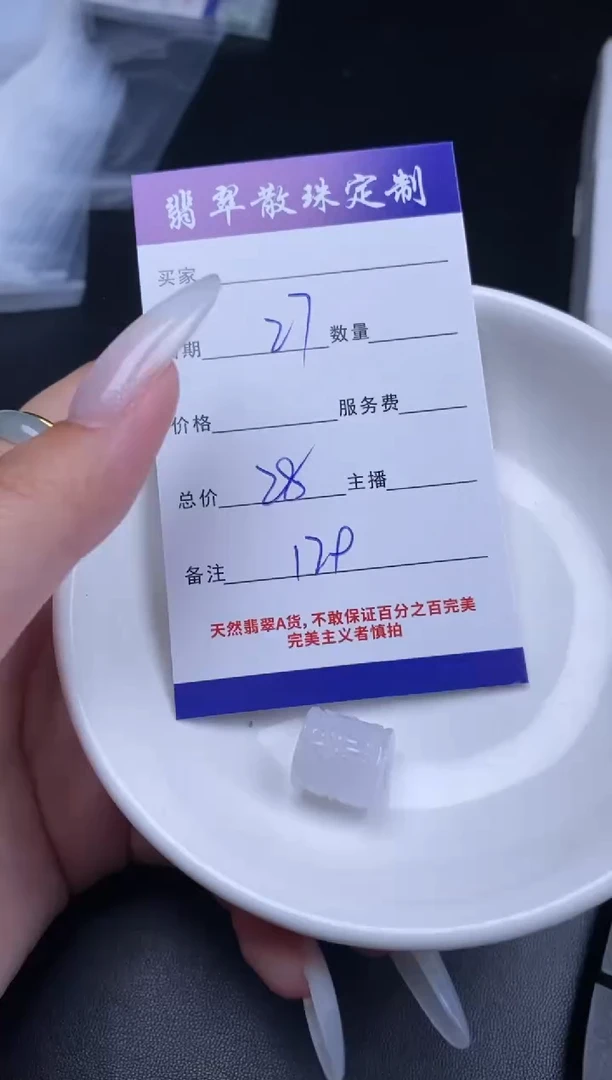 翡翠散珠定制
买家
期 27 数量
价格 服务费
总价 28 主播
备注 129
天然翡翠A货,不敢保证百分之百完美
完美主义者慎拍